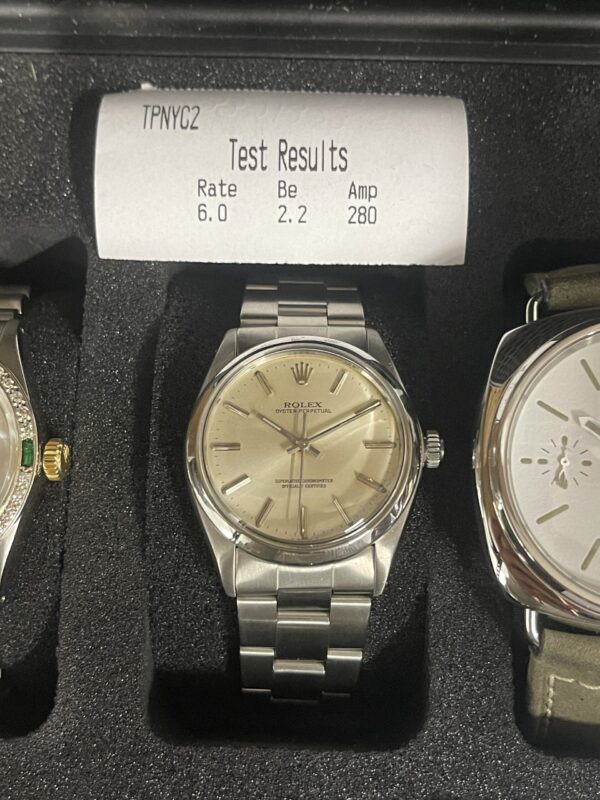 TPNYC2
Test Results
Rate Be Amp
6.0 2.2 280
ROLEX
OYSTER PERPETUAL
SUPERLATIVE CHRONOMETER
OFFICIALLY CERTIFIED